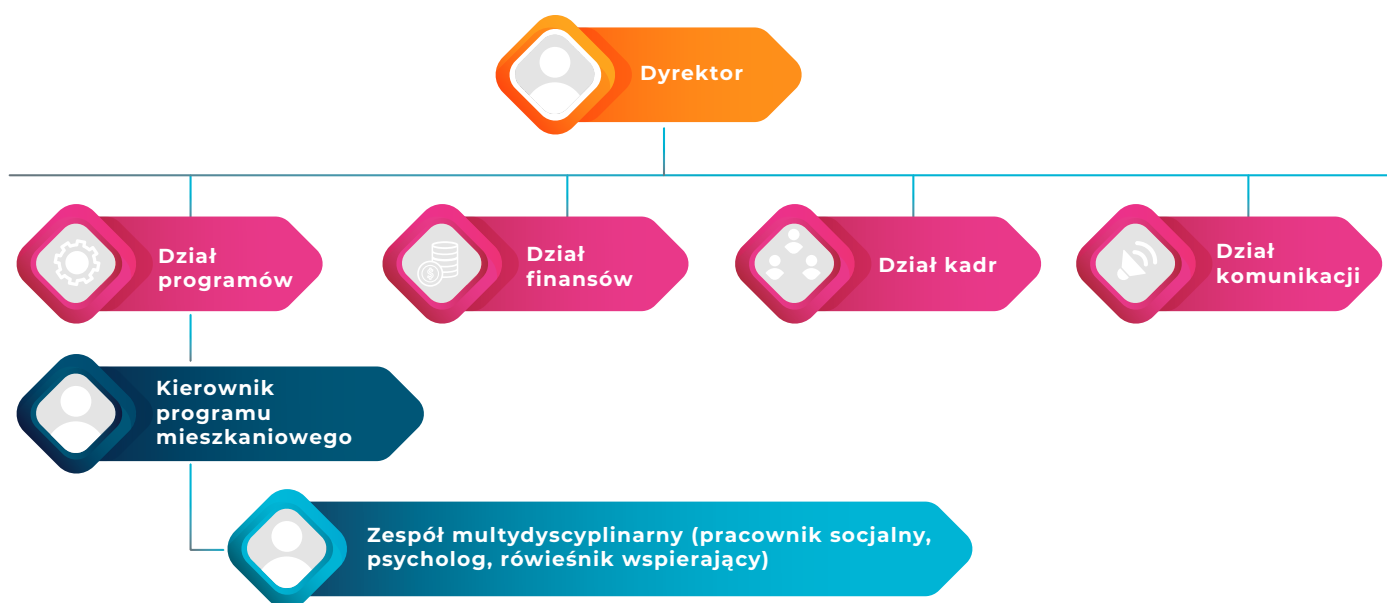 Dyrektor
Dział
programów
Dział
finansów
Dział kadr
Dział
komunikacji
Kierownik
programu
mieszkaniowego
Zespół multydyscyplinarny (pracownik socjalny,
psycholog, rówieśnik wspierający)